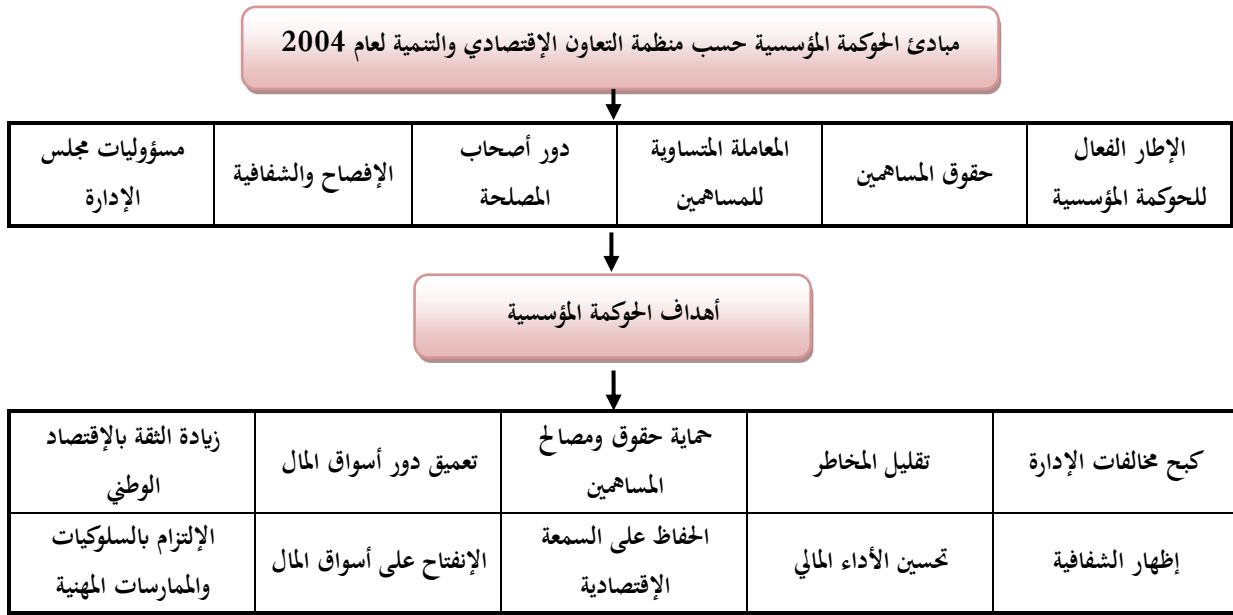 مبادئ الحوكمة المؤسسية حسب منظمة التعاون الإقتصادي والتنمية لعام 2004
الإطار الفعال
للحوكمة المؤسسية
حقوق المساهمين
المعاملة المتساوية
للمساهمين
دور أصحاب
المصلحة
الإفصاح والشفافية
مسؤوليات مجلس
الإدارة
أهداف الحوكمة المؤسسية
كبح مخالفات الإدارة
تقليل المخاطر
حماية حقوق ومصالح
المساهمين
تعميق دور أسواق المال
زيادة الثقة بالإقتصاد
الوطني
إظهار الشفافية
تحسين الأداء المالي
الحفاظ على السمعة
الإقتصادية
الإنفتاح على أسواق المال
الإلتزام بالسلوكيات
والممارسات المهنية